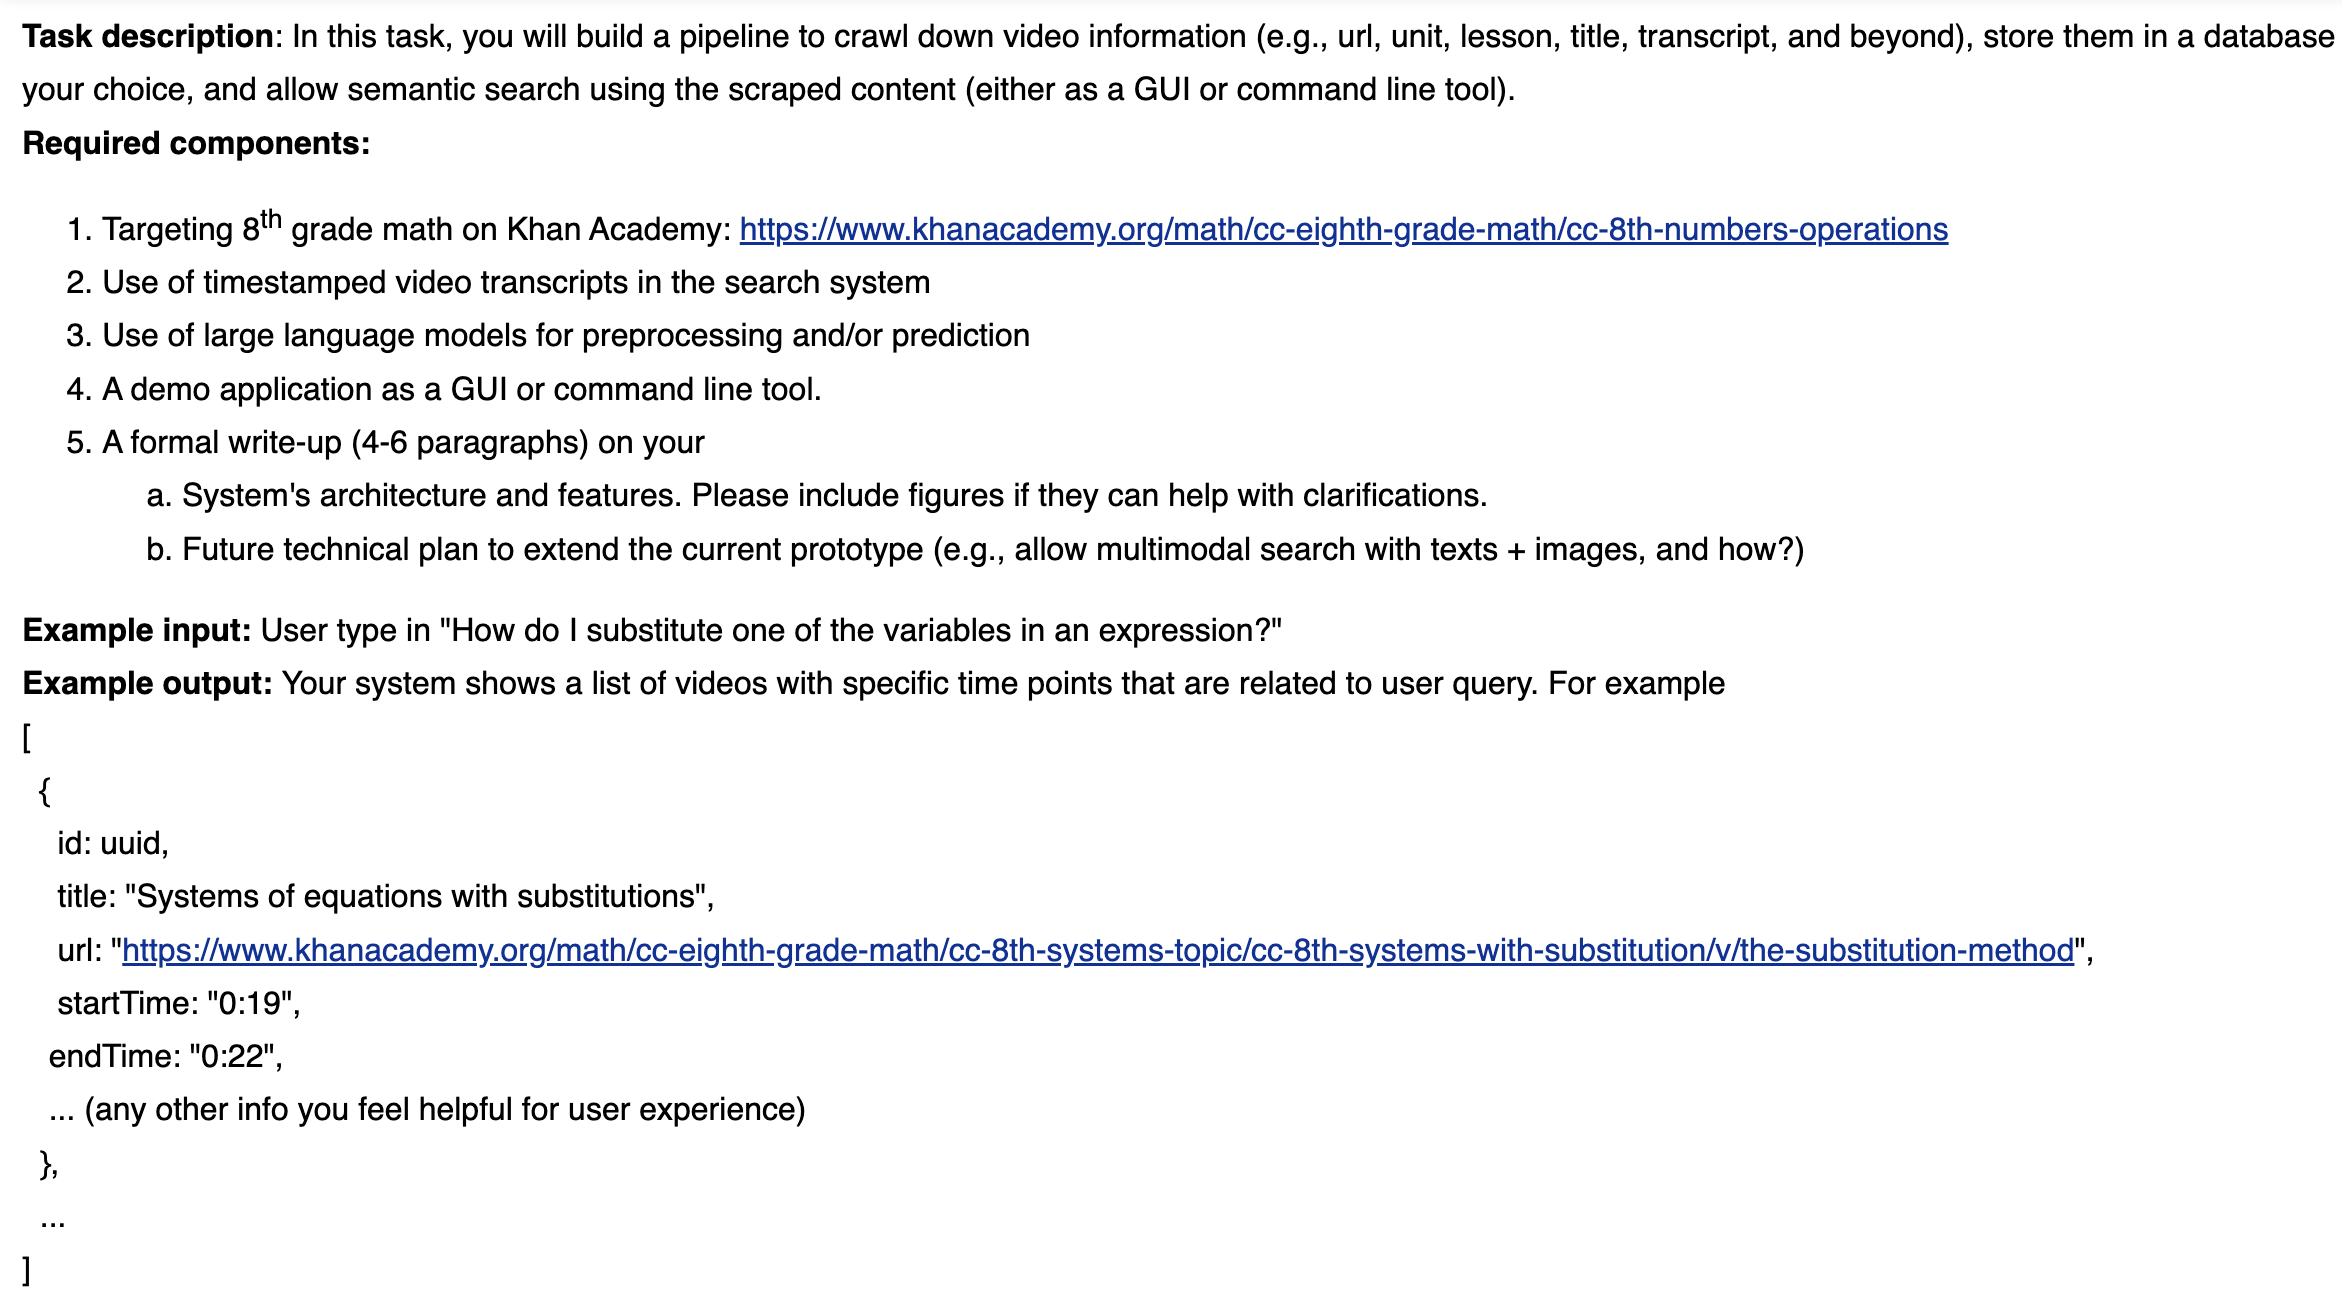 Task description: In this task, you will build a pipeline to crawl down video information (e.g., url, unit, lesson, title, transcript, and beyond), store them in a database
your choice, and allow semantic search using the scraped content (either as a GUI or command line tool).
Required components:
1. Targeting 8th grade math on Khan Academy: https://www.khanacademy.org/math/cc-eighth-grade-math/cc-8th-numbers-operations
2. Use of timestamped video transcripts in the search system
3. Use of large language models for preprocessing and/or prediction
4. A demo application as a GUI or command line tool.
5. A formal write-up (4-6 paragraphs) on your
a. System's architecture and features. Please include figures if they can help with clarifications.
b. Future technical plan to extend the current prototype (e.g., allow multimodal search with texts + images, and how?)
Example input: User type in "How do I substitute one of the variables in an expression?"
Example output: Your system shows a list of videos with specific time points that are related to user query. For example
[
{
id: uuid,
title: "Systems of equations with substitutions",
url: "https://www.khanacademy.org/math/cc-eighth-grade-math/cc-8th-systems-topic/cc-8th-systems-with-substitution/v/the-substitution-method",
startTime: "0:19",
endTime: "0:22",
... (any other info you feel helpful for user experience)
},
...
]